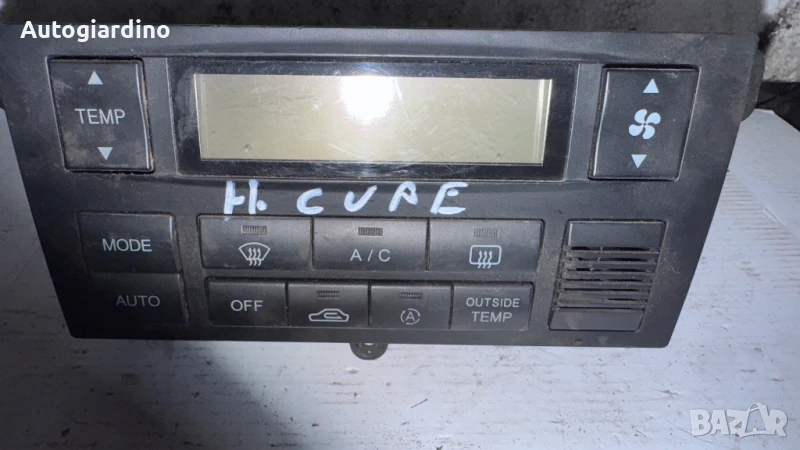 Autogiardino
TEMP
H. CUPE
MODE
A/C
AUTO
OFF
A
OUTSIDE
TEMP
BAZAR